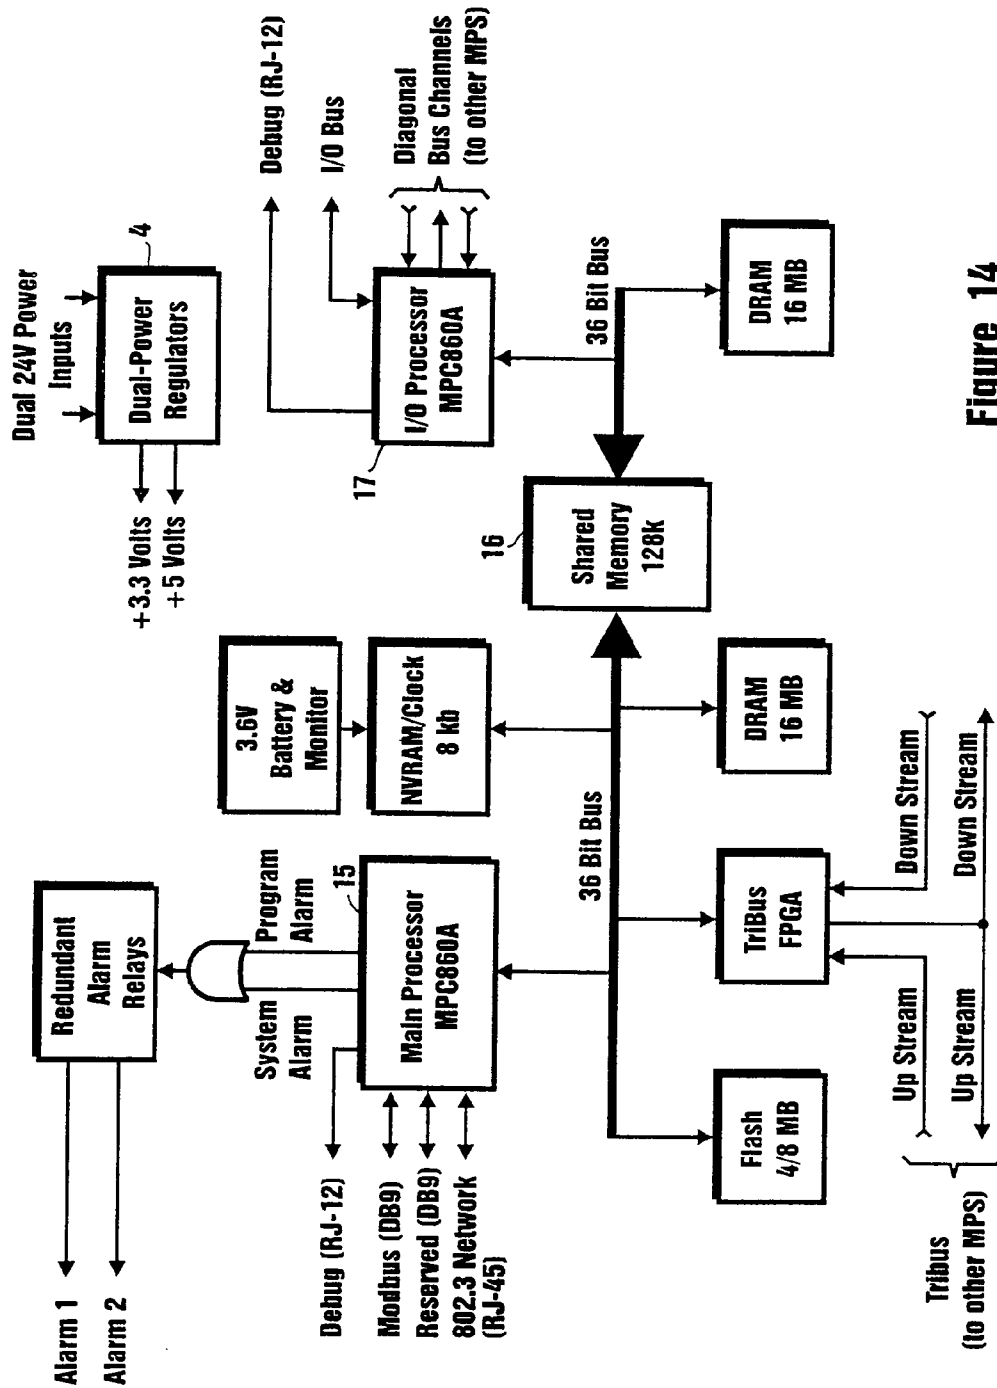 Alarm 1
Alarm 2
Redundant
Alarm
Relays
System
Alarm
Program
Alarm
15
Main Processor
MPC860A
Debug (RJ-12)
Modbus (DB9)
Reserved (DB9)
802.3 Network
(RJ-45)
3.6V
Battery &
Monitor
NVRAM/Clock
8 kb
Dual 24V Power
Inputs
4
Dual-Power
Regulators
+3.3 Volts
+5 Volts
Debug (RJ-12)
I/O Bus
Diagonal
Bus Channels
(to other MPS)
17
I/O Processor
MPC860A
36 Bit Bus
16
Shared
Memory
128k
36 Bit Bus
Flash
4/8 MB
TriBus
FPGA
DRAM
16 MB
DRAM
16 MB
Up Stream
Down Stream
Up Stream
Down Stream
Tribus
(to other MPS)
Figure 14